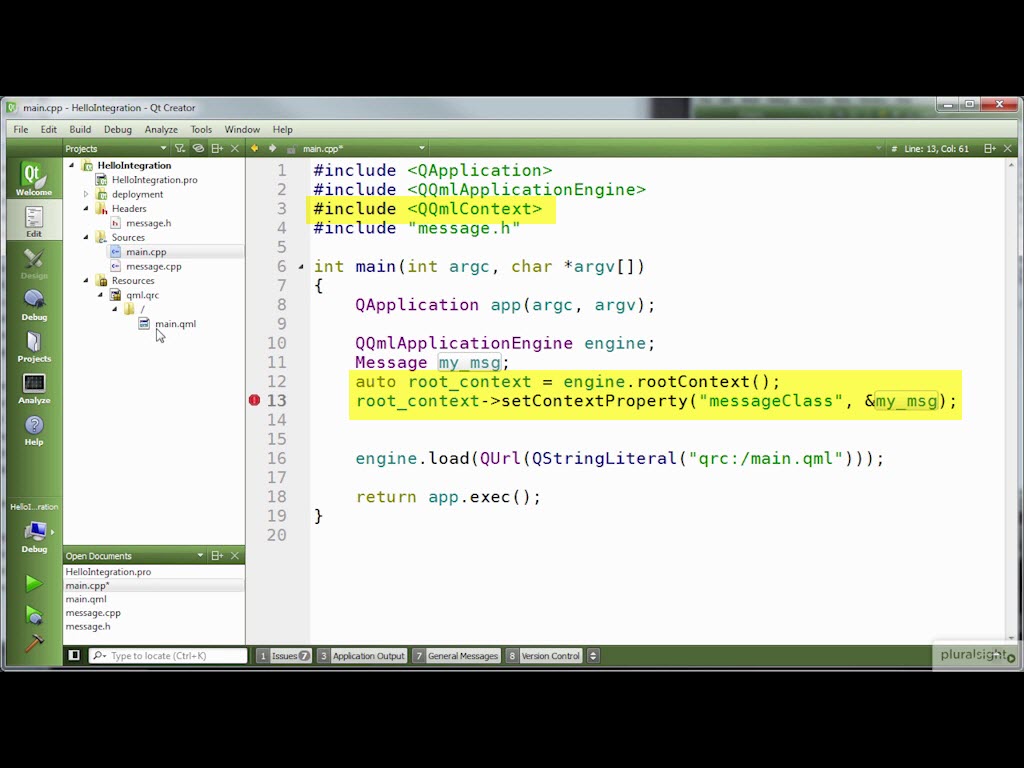 main.cpp - HelloIntegration - Qt Creator
File Edit Build Debug Analyze Tools Window Help
Projects
main.cpp*
# Line: 13, Col: 61
Qt
Welcome
Edit
Design
Debug
Projects
Analyze
Help
HelloI...ration
Debug
HelloIntegration
HelloIntegration.pro
deployment
Headers
message.h
Sources
main.cpp
message.cpp
Resources
qml.qrc
/
main.qml
Open Documents
HelloIntegration.pro
main.cpp*
main.qml
message.cpp
message.h
1 #include <QApplication>
2 #include <QQmlApplicationEngine>
3 #include <QQmlContext>
4 #include "message.h"
5
6 int main(int argc, char *argv[])
7 {
8 QApplication app(argc, argv);
9
10 QQmlApplicationEngine engine;
11 Message my_msg;
12 auto root_context = engine.rootContext();
13 root_context->setContextProperty("messageClass", &my_msg);
14
15
16 engine.load(QUrl(QStringLiteral("qrc:/main.qml")));
17
18 return app.exec();
19 }
20
Type to locate (Ctrl+K) 1 Issues 7 3 Application Output 7 General Messages 8 Version Control
pluralsight